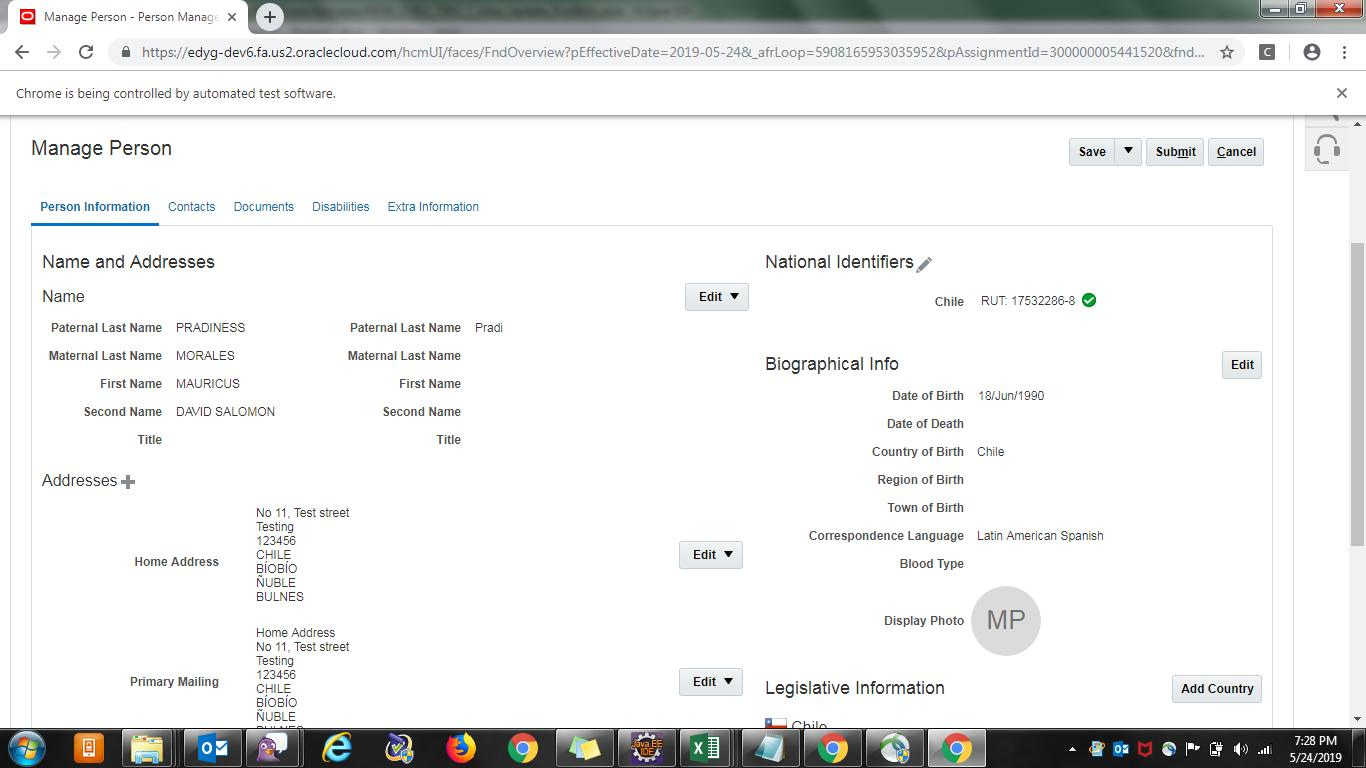 Manage Person - Person Manage
https://edyg-dev6.fa.us2.oraclecloud.com/hcmUI/faces/FndOverview?pEffectiveDate=2019-05-24&_afrLoop=5908165953035952&pAssignmentId=300000005441520&fnd...
C
Chrome is being controlled by automated test software.
Manage Person
Save
Submit
Cancel
Person Information
Contacts
Documents
Disabilities
Extra Information
Name and Addresses
Name
Edit
Paternal Last Name PRADINESS
Paternal Last Name Pradi
Maternal Last Name MORALES
Maternal Last Name
First Name MAURICUS
First Name
Second Name DAVID SALOMON
Second Name
Title
Title
Addresses
Home Address
No 11, Test street
Testing
123456
CHILE
BÍOBÍO
ÑUBLE
BULNES
Edit
Primary Mailing
Home Address
No 11, Test street
Testing
123456
CHILE
BÍOBÍO
ÑUBLE
BULNES
Edit
National Identifiers
Chile RUT: 17532286-8
Biographical Info
Edit
Date of Birth 18/Jun/1990
Date of Death
Country of Birth Chile
Region of Birth
Town of Birth
Correspondence Language Latin American Spanish
Blood Type
Display Photo MP
Legislative Information
Add Country
Chile
Java EE
IDE
7:28 PM
5/24/2019